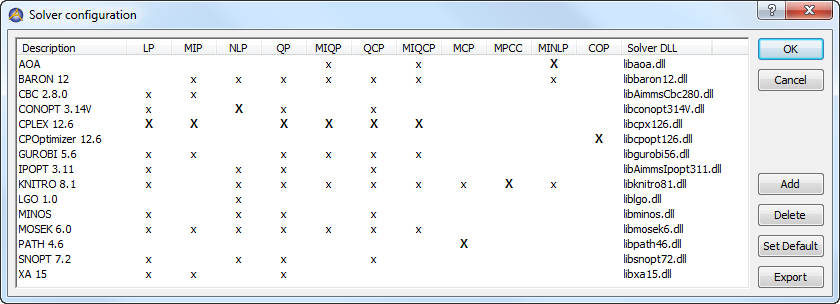 Solver configuration
Description LP MIP NLP QP MIQP QCP MIQCP MCP MPCC MINLP COP Solver DLL
AOA x x X libaoa.dll
BARON 12 x x x x x x x libbaron12.dll
CBC 2.8.0 x x libAimmsCbc280.dll
CONOPT 3.14V x X x x libconopt314V.dll
CPLEX 12.6 X X X X X X libcpx126.dll
CPOptimizer 12.6 X libcpopt126.dll
GUROBI 5.6 x x x x x x libgurobi56.dll
IPOPT 3.11 x x x x libAimmsIpopt311.dll
KNITRO 8.1 x x x x x x x x X x libknitro81.dll
LGO 1.0 x liblgo.dll
MINOS x x x x libminos.dll
MOSEK 6.0 x x x x x x x libmosek6.dll
PATH 4.6 X libpath46.dll
SNOPT 7.2 x x x x libsnopt72.dll
XA 15 x x x libxa15.dll
OK
Cancel
Add
Delete
Set Default
Export